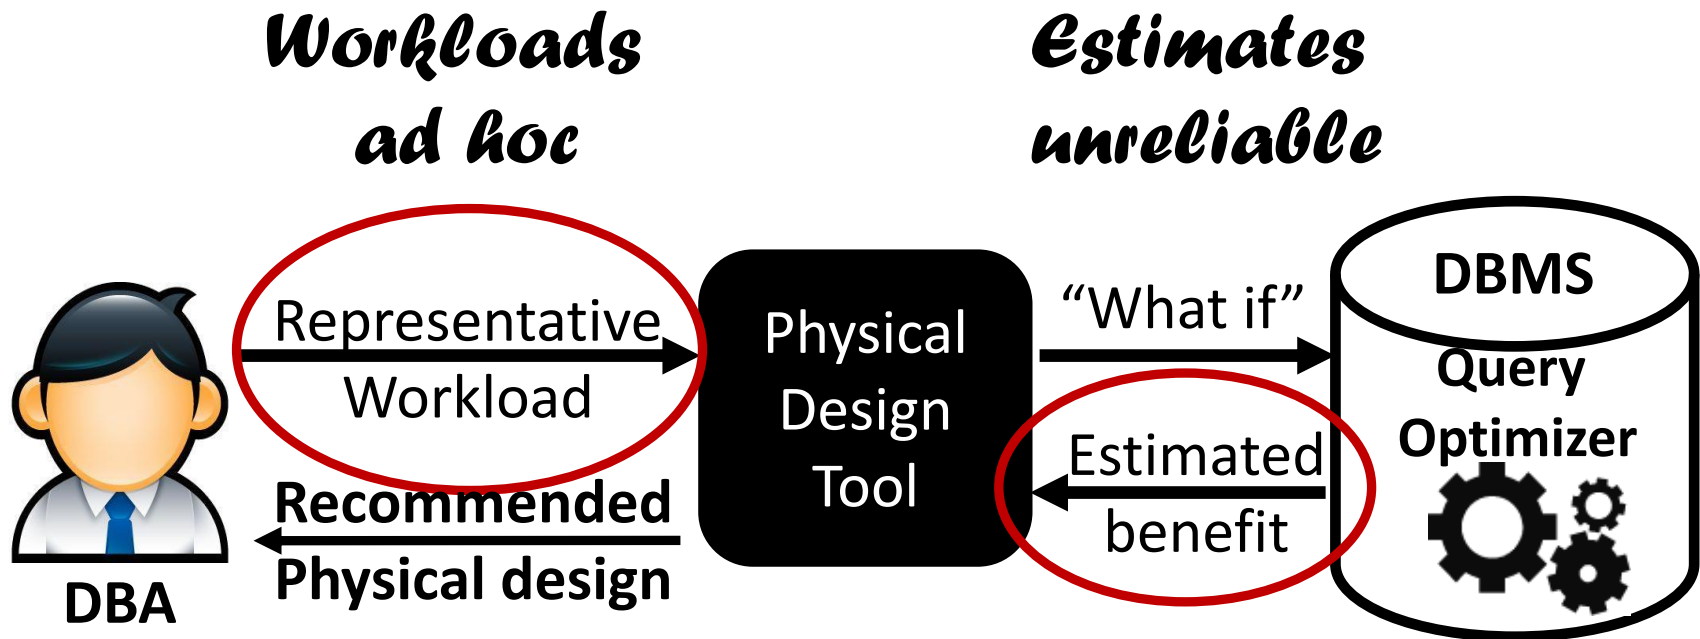 Workloads
ad hoc
Estimates
unreliable
Representative
Workload
Recommended
Physical design
DBA
Physical
Design
Tool
“What if”
Estimated
benefit
DBMS
Query
Optimizer